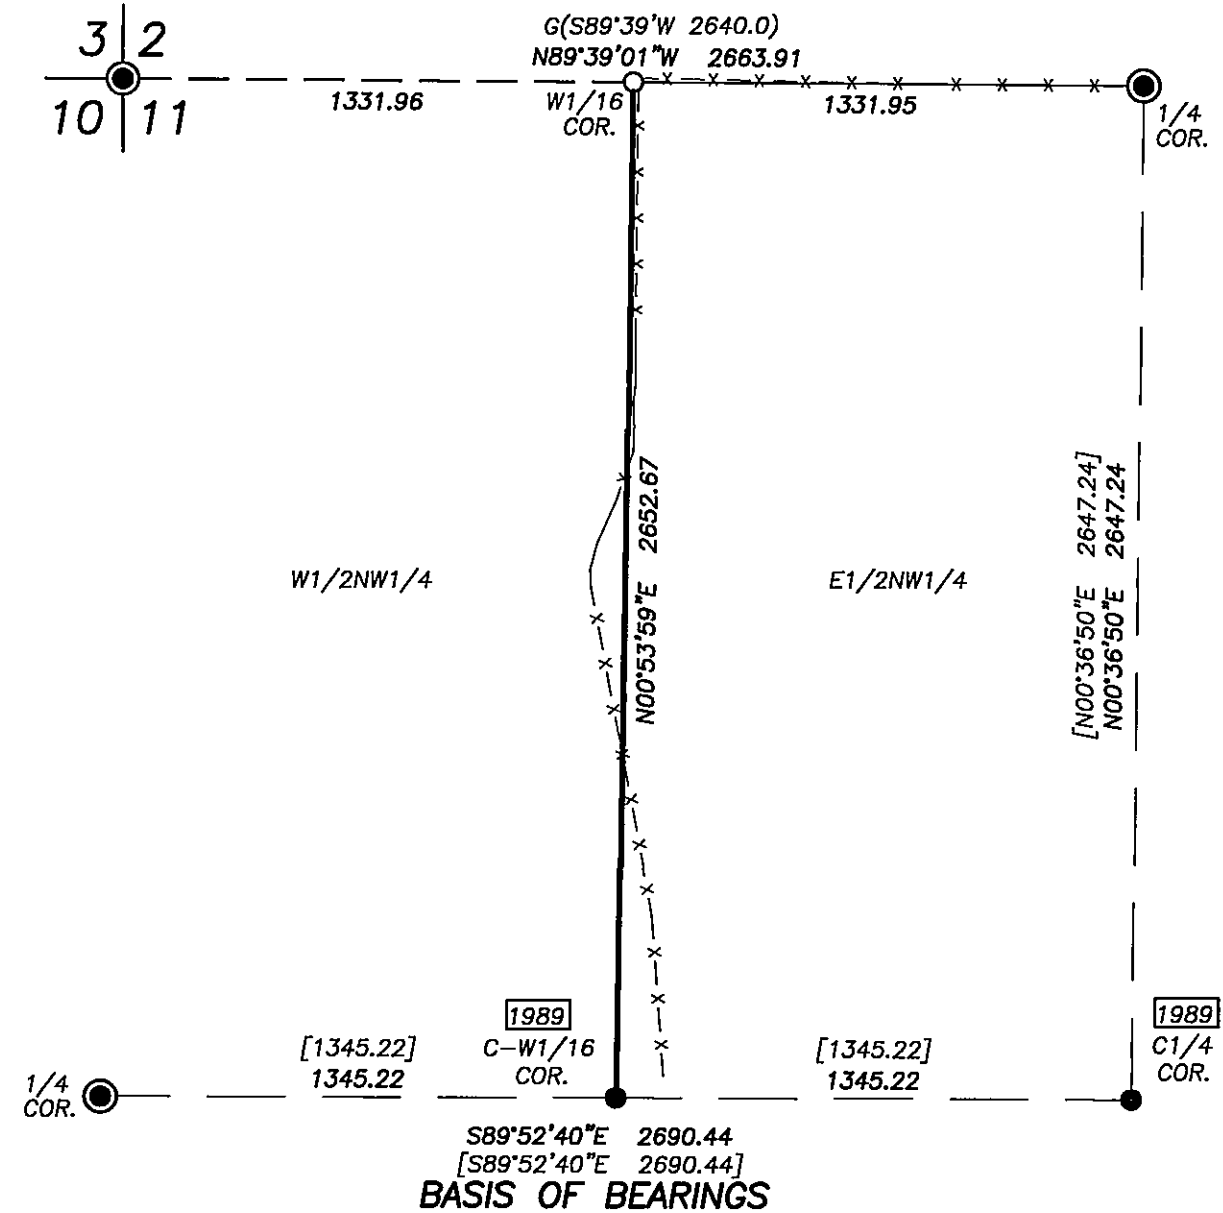 G(S89°39'W 2640.0)
N89°39'01"W 2663.91
3 2
10 11
1331.96
W1/16
COR.
1331.95
1/4
COR.
N00°53'59"E 2652.67
[N00°36'50"E 2647.24]
N00°36'50"E 2647.24
W1/2NW1/4
E1/2NW1/4
1989
C-W1/16
COR.
1989
C1/4
COR.
[1345.22]
1345.22
[1345.22]
1345.22
1/4
COR.
S89°52'40"E 2690.44
[S89°52'40"E 2690.44]
BASIS OF BEARINGS